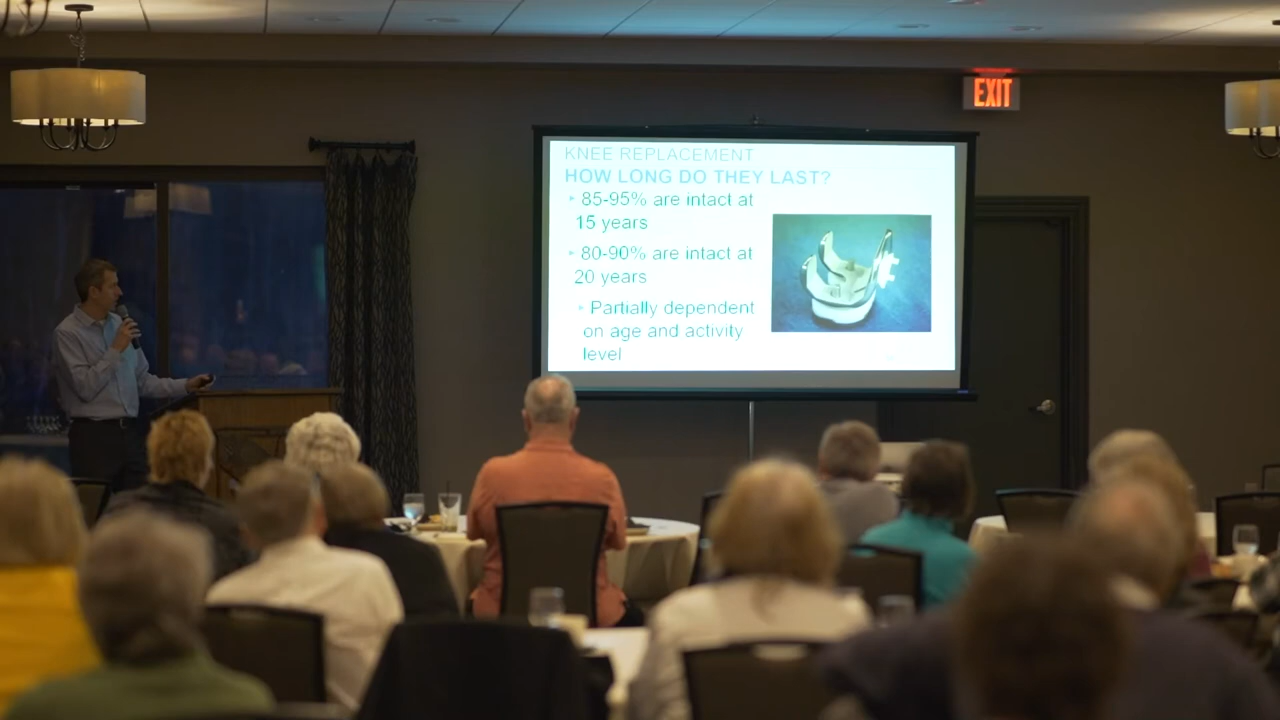 EXIT
KNEE REPLACEMENT
HOW LONG DO THEY LAST?
85-95% are intact at
15 years
80-90% are intact at
20 years
Partially dependent
on age and activity
level